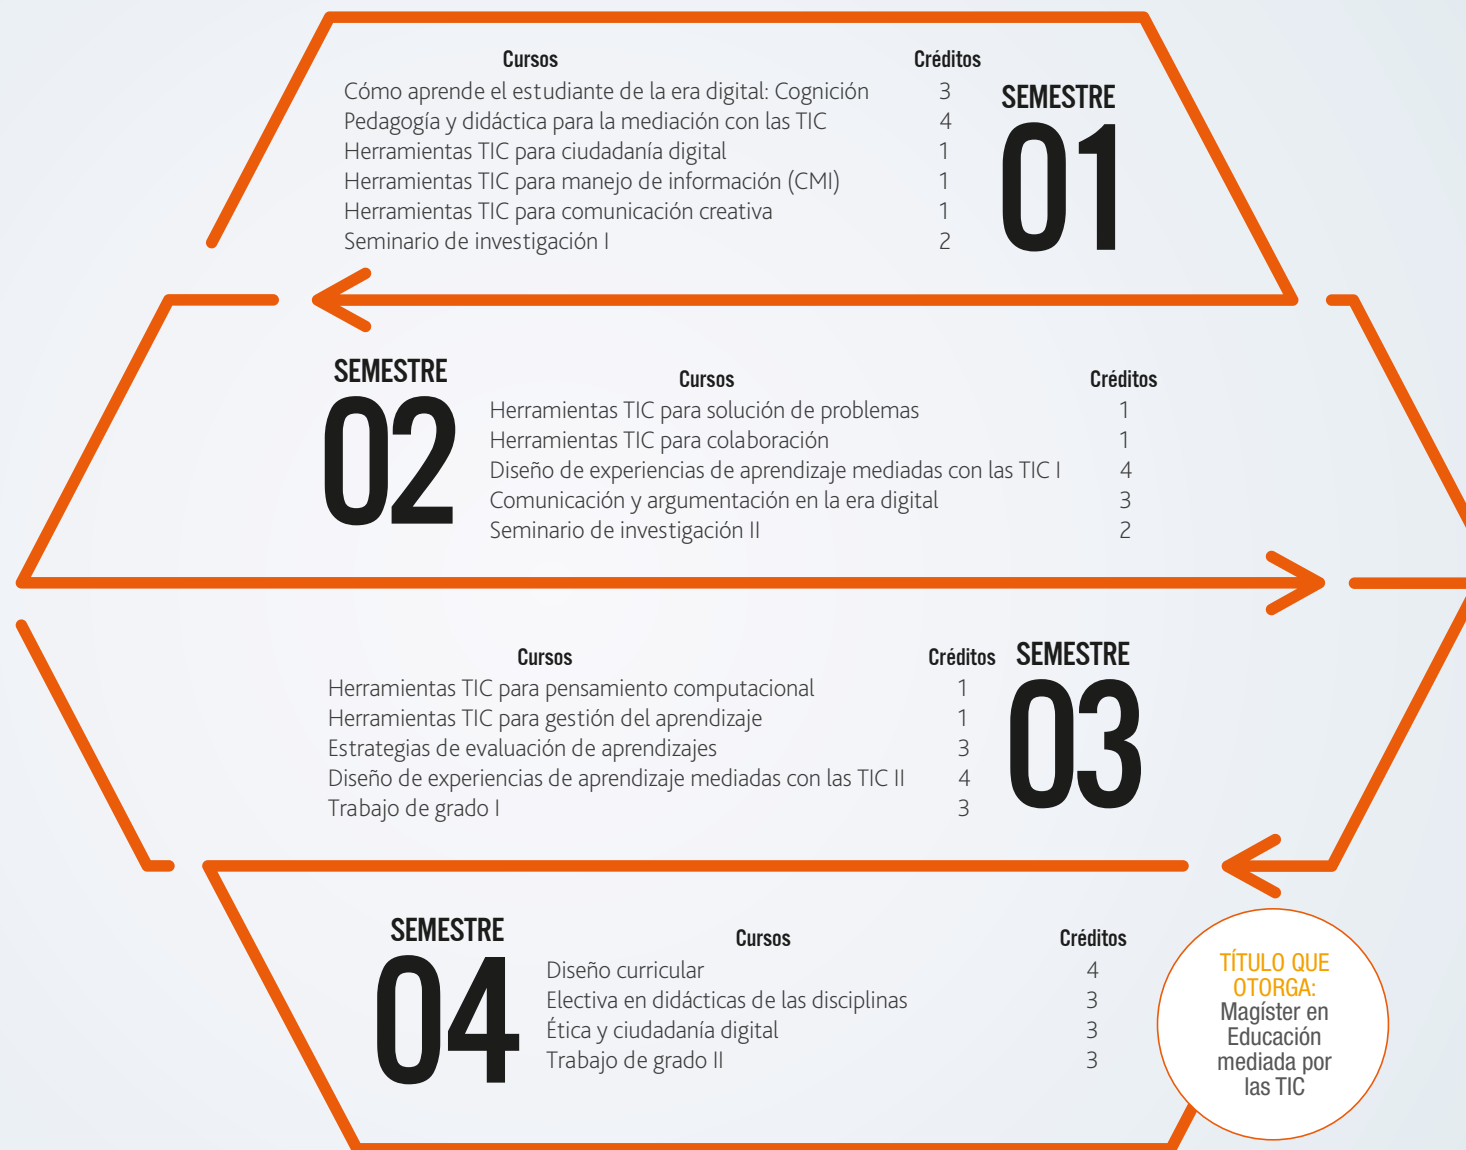 Cursos Créditos
Cómo aprende el estudiante de la era digital: Cognición 3
Pedagogía y didáctica para la mediación con las TIC 4
Herramientas TIC para ciudadanía digital 1
Herramientas TIC para manejo de información (CMI) 1
Herramientas TIC para comunicación creativa 1
Seminario de investigación I 2
SEMESTRE
01
SEMESTRE
02
Cursos Créditos
Herramientas TIC para solución de problemas 1
Herramientas TIC para colaboración 1
Diseño de experiencias de aprendizaje mediadas con las TIC I 4
Comunicación y argumentación en la era digital 3
Seminario de investigación II 2
Cursos Créditos
Herramientas TIC para pensamiento computacional 1
Herramientas TIC para gestión del aprendizaje 1
Estrategias de evaluación de aprendizajes 3
Diseño de experiencias de aprendizaje mediadas con las TIC II 4
Trabajo de grado I 3
SEMESTRE
03
SEMESTRE
04
Cursos Créditos
Diseño curricular 4
Electiva en didácticas de las disciplinas 3
Ética y ciudadanía digital 3
Trabajo de grado II 3
TÍTULO QUE
OTORGA:
Magíster en
Educación
mediada por
las TIC